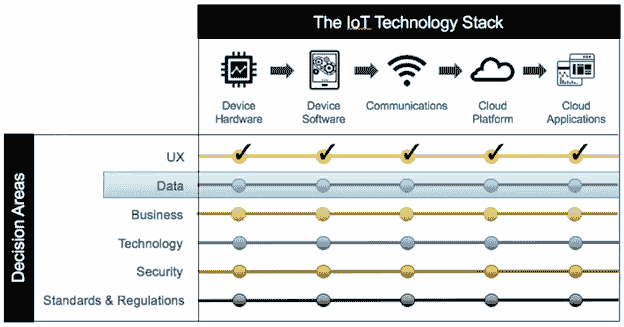 The IoT Technology Stack
Device
Hardware
Device
Software
Communications
Cloud
Platform
Cloud
Applications
Decision Areas
UX
Data
Business
Technology
Security
Standards & Regulations